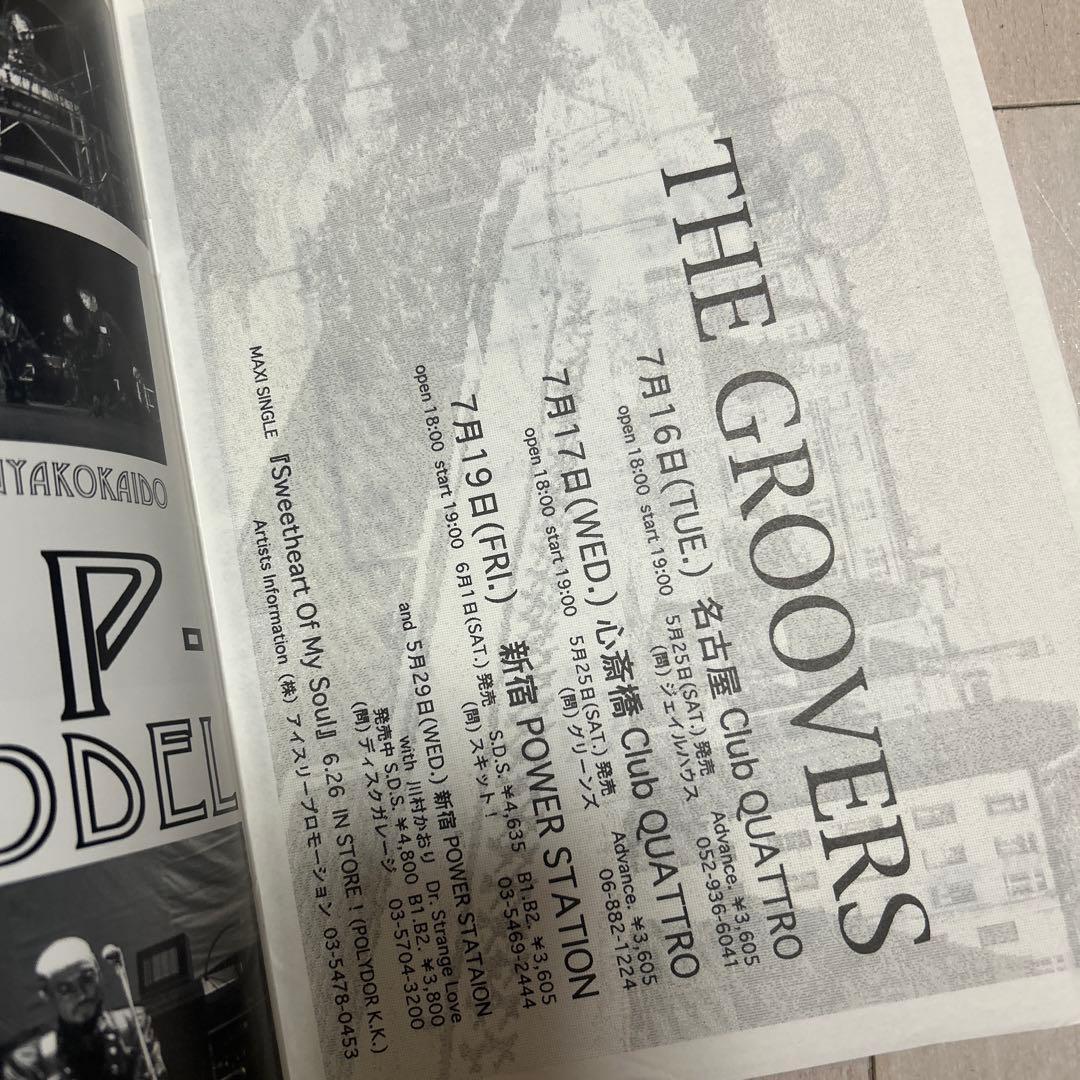 THE GROOVERS
7月16日(TUE.) 名古屋 Club QUATTRO
open 18:00 start 19:00 5月25日(SAT.)発売 Advance. ¥3,605
(問)ジェイルハウス 052-936-6041
7月17日(WED.) 心斎橋 Club QUATTRO
open 18:00 start 19:00 5月25日(SAT.)発売 Advance. ¥3,605
(問)グリーンズ 06-882-1224
7月19日(FRI.) 新宿 POWER STATION
open 18:00 start 19:00 6月1日(SAT.)発売 S.D.S. ¥4,635 B1.B2. ¥3,605
(問)スキット! 03-5469-2444
and 5月29日(WED.) 新宿 POWER STATAION
with 川村かおり Dr. Strange Love
発売中 S.D.S. ¥4,800 B1.B2. ¥3,800
(問)ディスクガレージ 03-5704-3200
MAXI SINGLE 『Sweetheart Of My Soul』 6.26 IN STORE! (POLYDOR K.K.)
Artists Information (株)アイスリープロモーション 03-5478-0453
IYAKOKAIDO
P-
ODEL